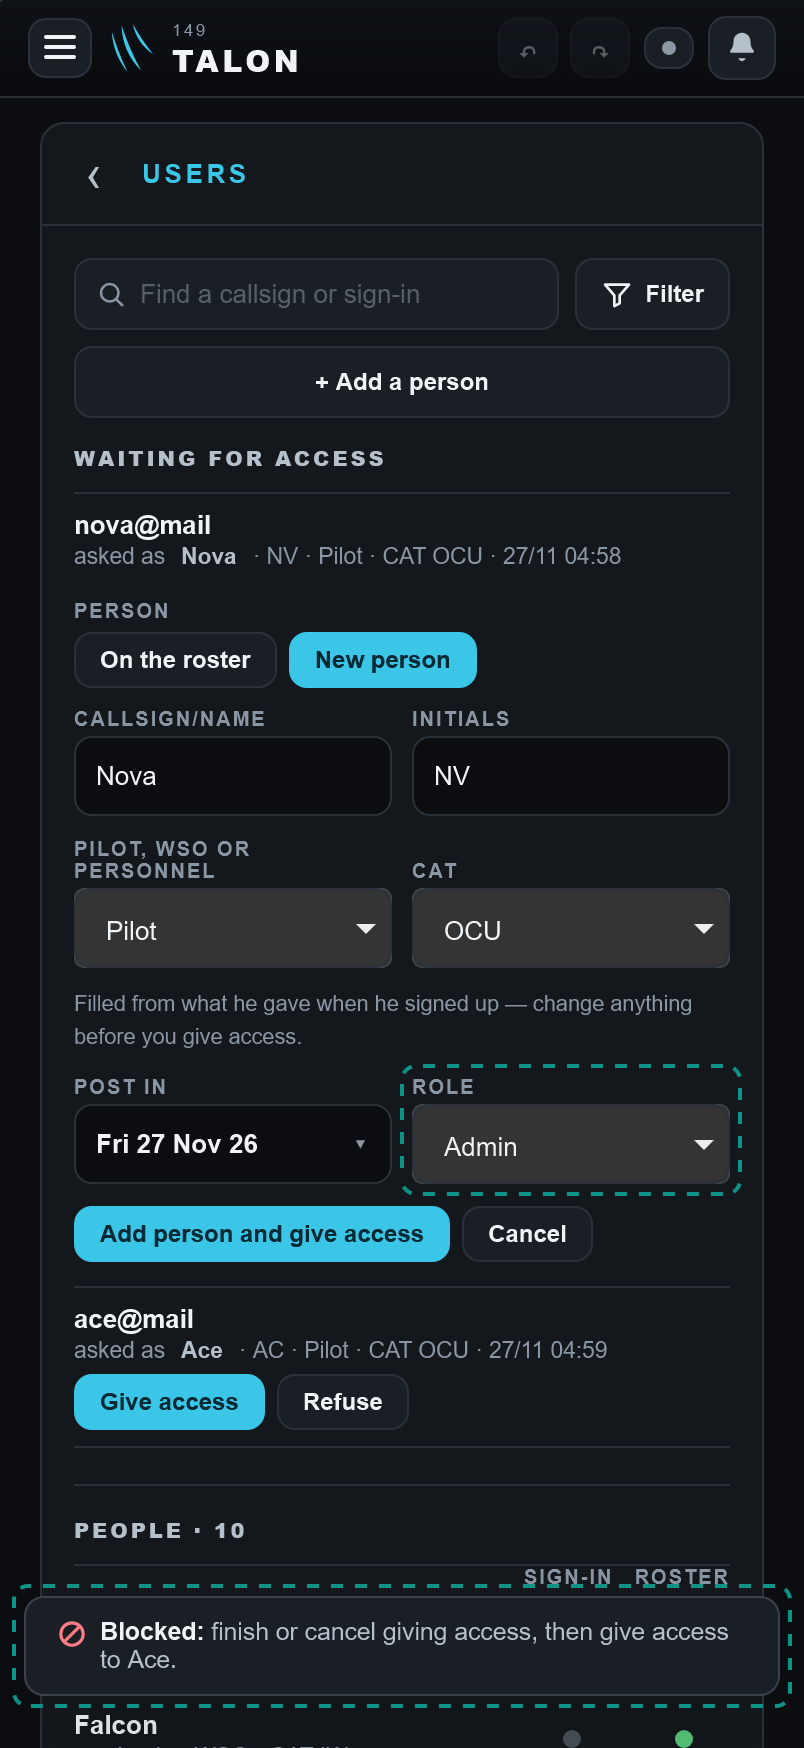 149
TALON
USERS
Find a callsign or sign-in
Filter
+ Add a person
WAITING FOR ACCESS
nova@mail
asked as Nova · NV · Pilot · CAT OCU · 27/11 04:58
PERSON
On the roster
New person
CALLSIGN/NAME
INITIALS
Nova
NV
PILOT, WSO OR
PERSONNEL
CAT
Pilot
OCU
Filled from what he gave when he signed up — change anything
before you give access.
POST IN
ROLE
Fri 27 Nov 26
Admin
Add person and give access
Cancel
ace@mail
asked as Ace · AC · Pilot · CAT OCU · 27/11 04:59
Give access
Refuse
PEOPLE · 10
SIGN-IN ROSTER
Blocked: finish or cancel giving access, then give access
to Ace.
Falcon